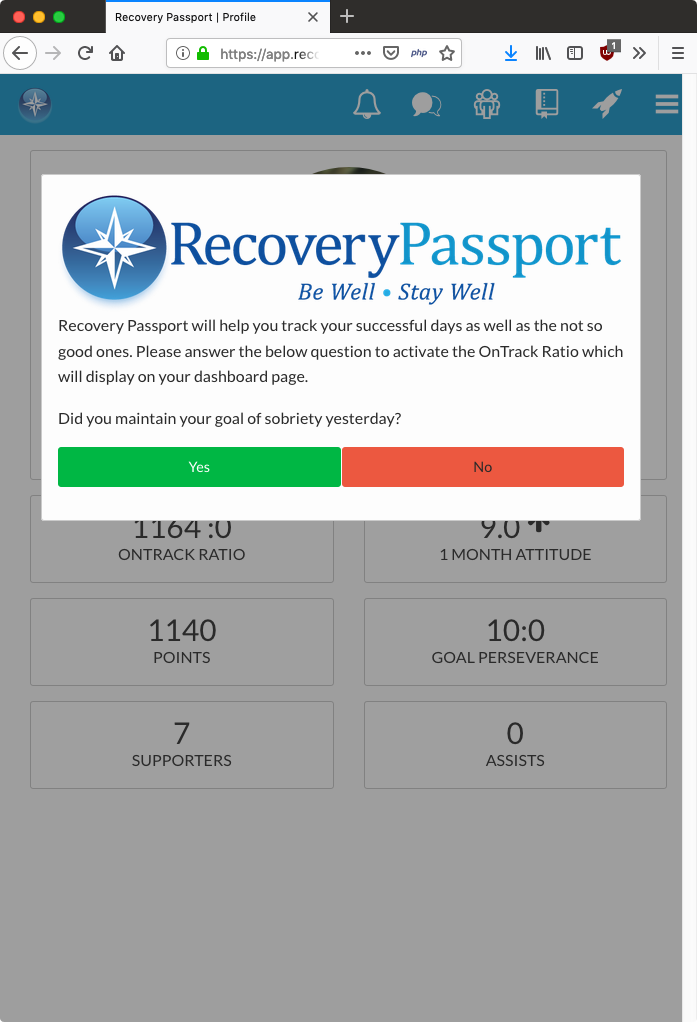 Recovery Passport | Profile
https://app.rec
php
1
RecoveryPassport
Be Well • Stay Well
Recovery Passport will help you track your successful days as well as the not so
good ones. Please answer the below question to activate the OnTrack Ratio which
will display on your dashboard page.
Did you maintain your goal of sobriety yesterday?
Yes No
1164 :0 9.0
ONTRACK RATIO 1 MONTH ATTITUDE
1140 10:0
POINTS GOAL PERSEVERANCE
7 0
SUPPORTERS ASSISTS